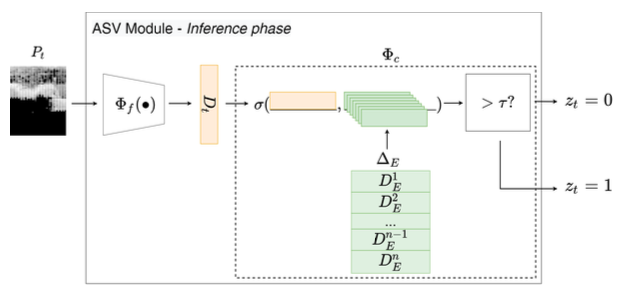 ASV Module - Inference phase
P_t
Φ_f(●)
D_t
Φ_c
σ( , )
> τ?
z_t = 0
z_t = 1
Δ_E
D_E^1
D_E^2
...
D_E^{n-1}
D_E^n